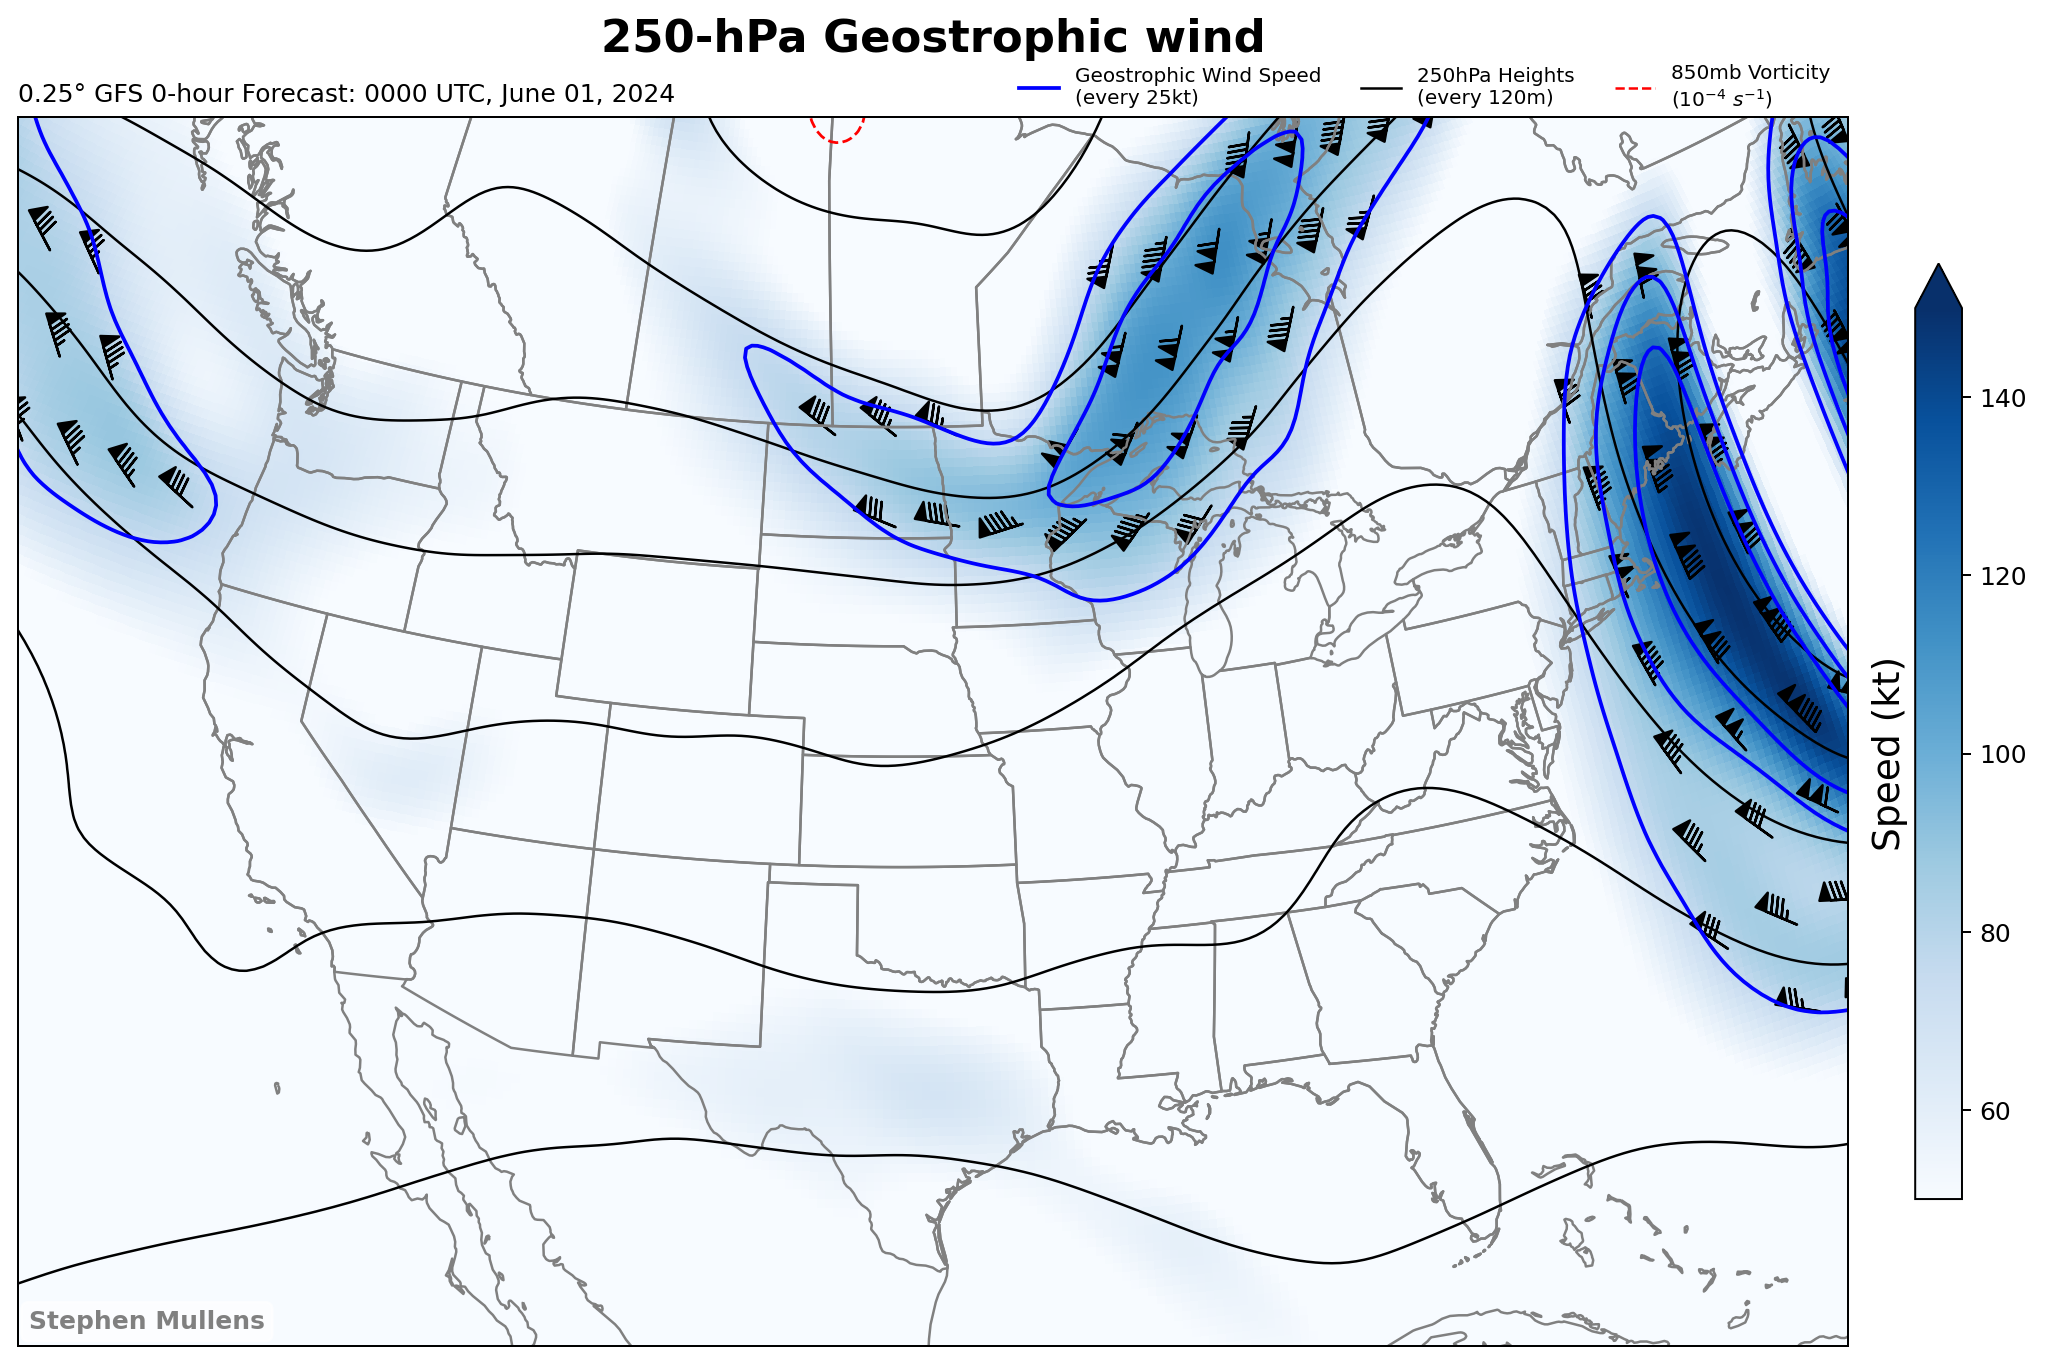 250-hPa Geostrophic wind
0.25° GFS 0-hour Forecast: 0000 UTC, June 01, 2024
Geostrophic Wind Speed
(every 25kt)
250hPa Heights
(every 120m)
850mb Vorticity
(10⁻⁴ s⁻¹)
140
120
100
80
60
Speed (kt)
Stephen Mullens